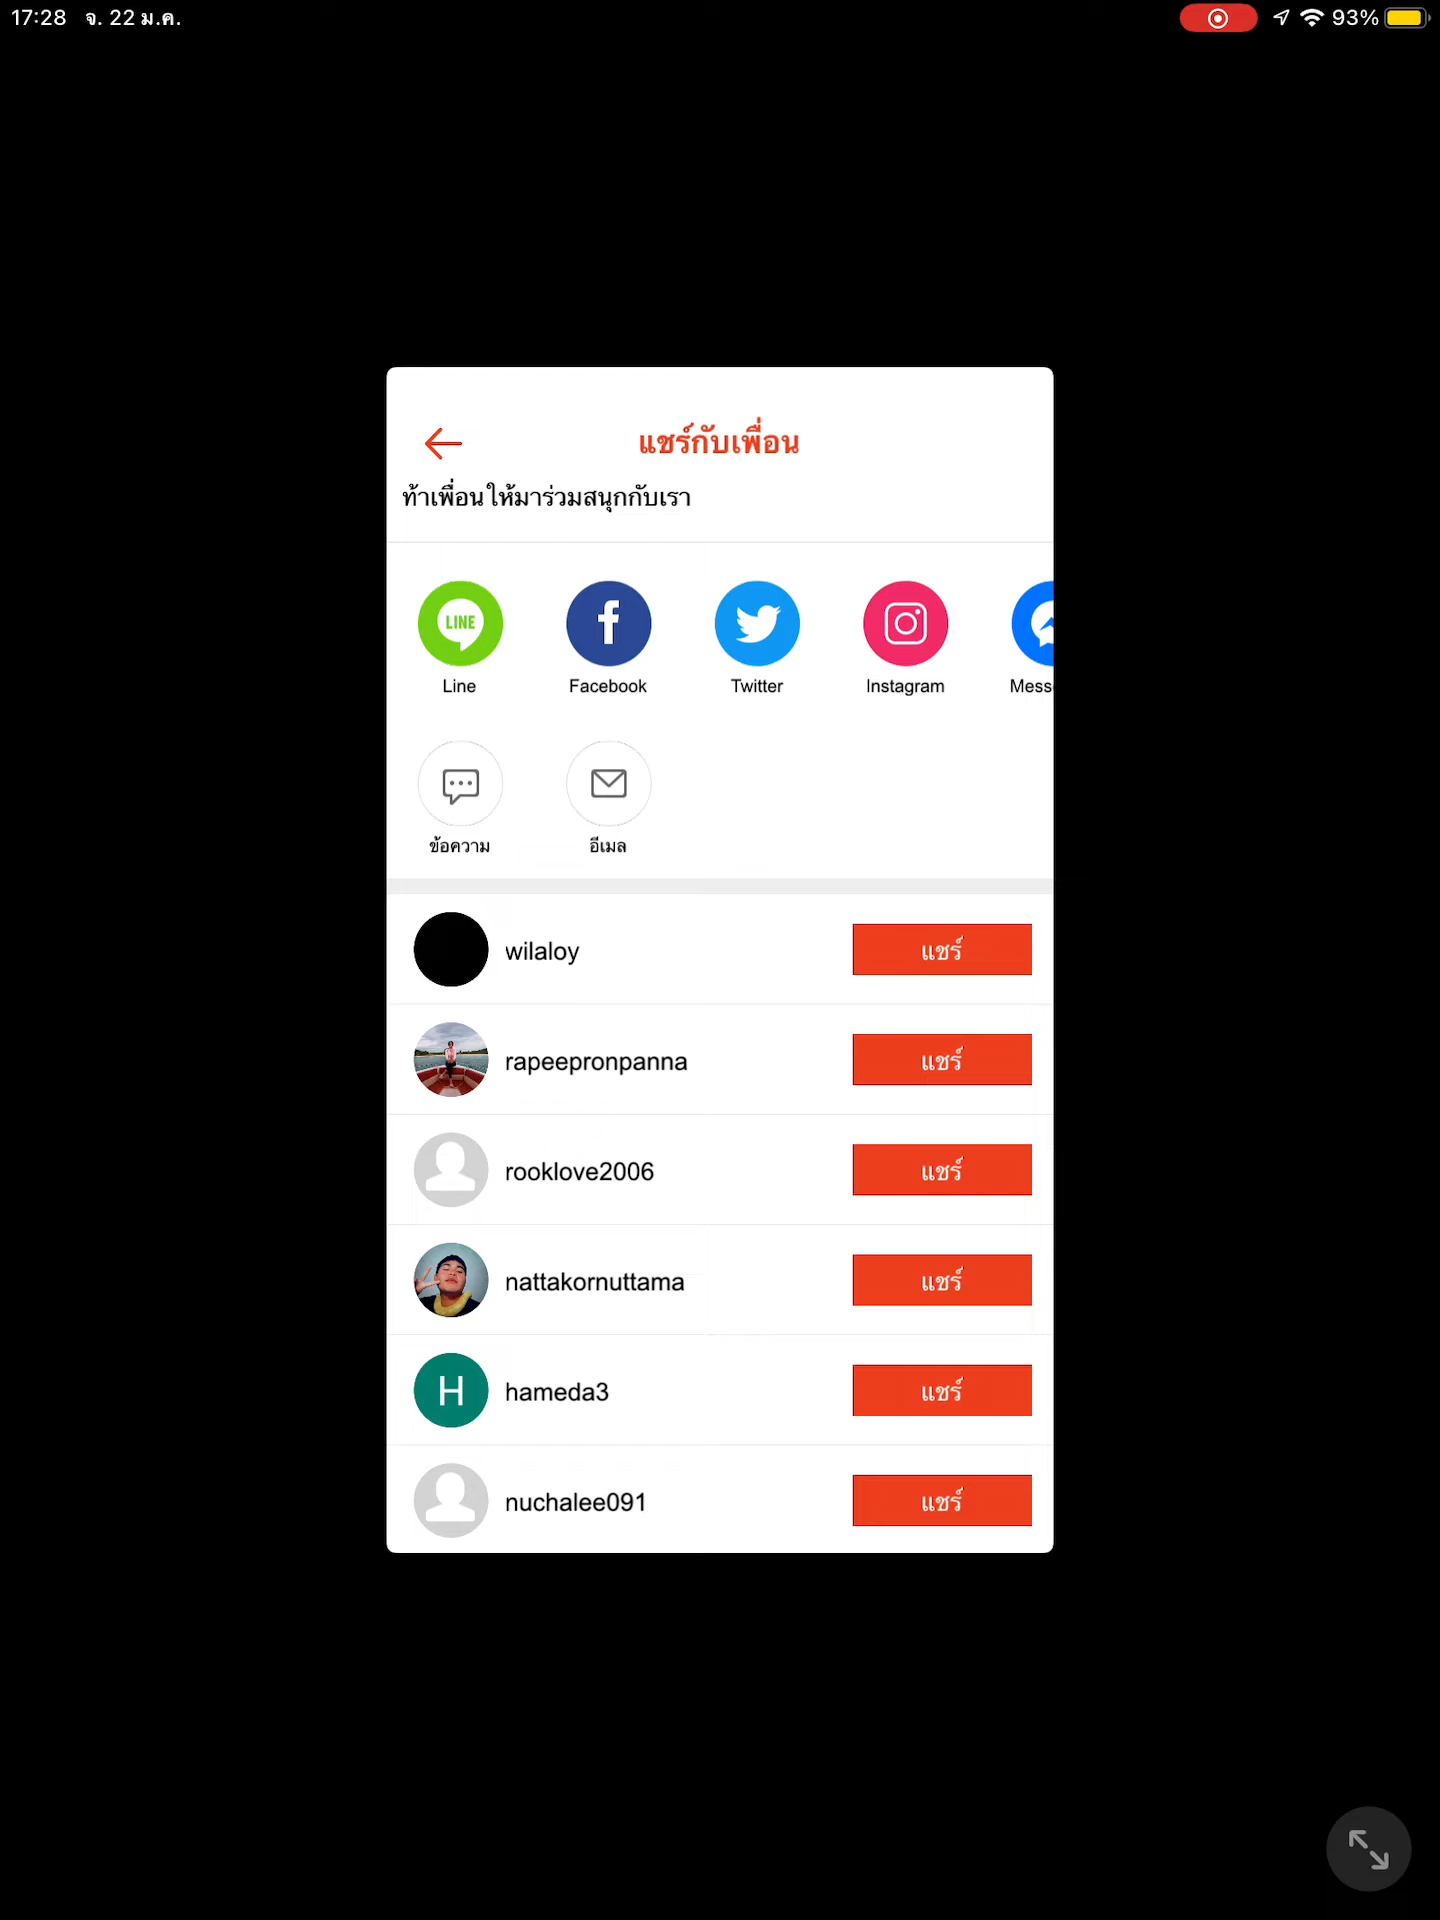 17:28 จ. 22 ม.ค. 93%
แชร์กับเพื่อน
ท้าเพื่อนให้มาร่วมสนุกกับเรา
LINE
Line Facebook Twitter Instagram Mess
ข้อความ อีเมล
wilaloy แชร์
rapeepronpanna แชร์
rooklove2006 แชร์
nattakornuttama แชร์
H hameda3 แชร์
nuchalee091 แชร์